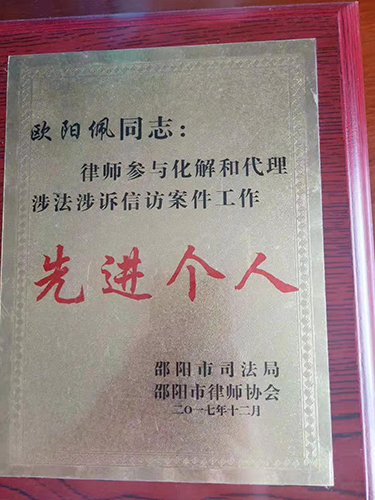 欧阳佩同志：
律师参与化解和代理
涉法涉诉信访案件工作
先进个人
邵阳市司法局
邵阳市律师协会
二〇一七年十二月